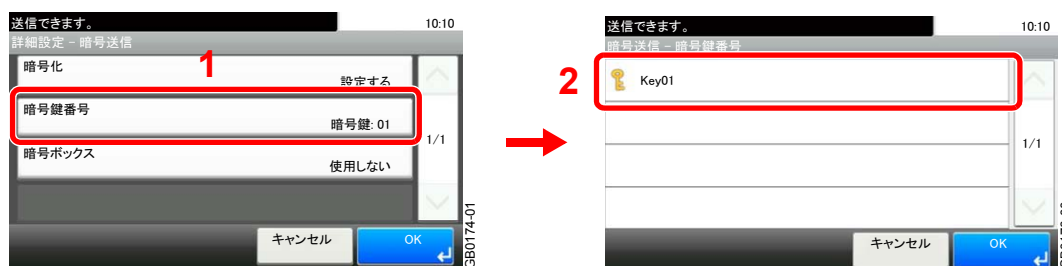 送信できます。
10:10
詳細設定 - 暗号送信
1
暗号化
設定する
暗号鍵番号
暗号鍵: 01
1/1
暗号ボックス
使用しない
キャンセル
OK
GB0174-01
送信できます。
10:10
暗号送信 - 暗号鍵番号
2
Key01
1/1
キャンセル
OK